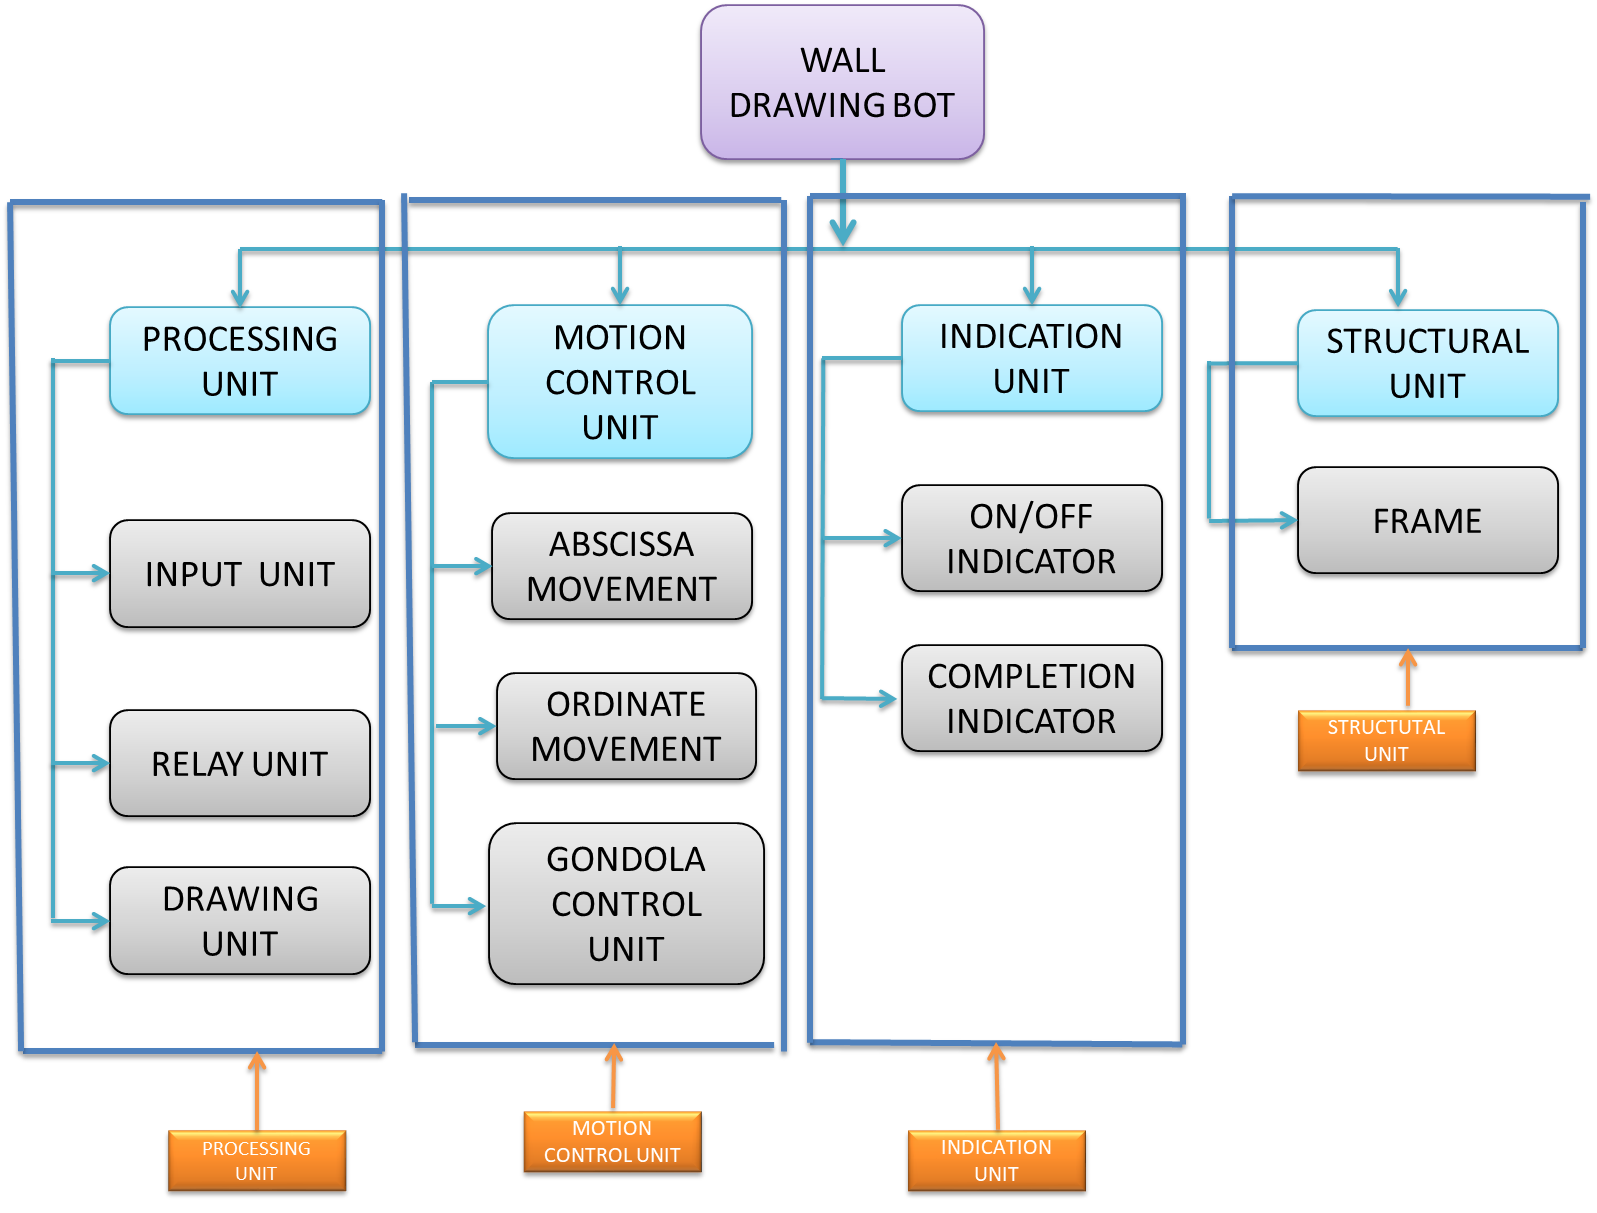 WALL
DRAWING BOT
PROCESSING
UNIT
INPUT UNIT
RELAY UNIT
DRAWING
UNIT
MOTION
CONTROL
UNIT
ABSCISSA
MOVEMENT
ORDINATE
MOVEMENT
GONDOLA
CONTROL
UNIT
INDICATION
UNIT
ON/OFF
INDICATOR
COMPLETION
INDICATOR
STRUCTURAL
UNIT
FRAME
STRUCTUTAL
UNIT
PROCESSING
UNIT
MOTION
CONTROL UNIT
INDICATION
UNIT